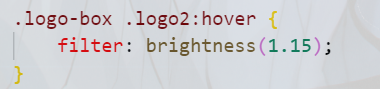 .logo-box .logo2:hover {
    filter: brightness(1.15);
}